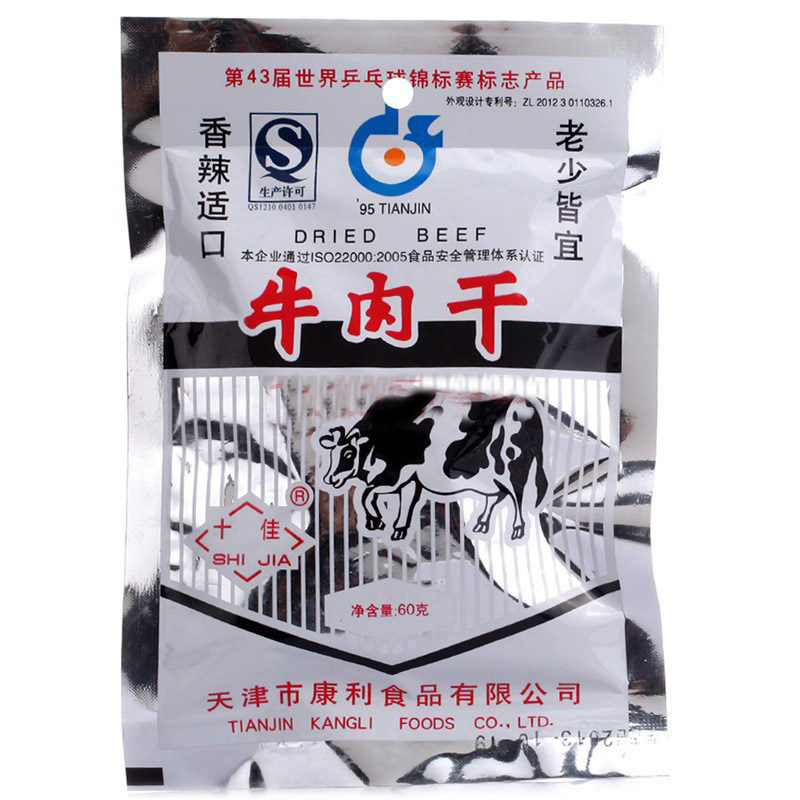 第43届世界乒乓球锦标赛标志产品
外观设计专利号：ZL 2012 3 0110326.1
香辣适口
生产许可
QS1210 0401 0147
'95 TIANJIN
老少皆宜
DRIED BEEF
本企业通过ISO22000:2005食品安全管理体系认证
牛肉干
十佳
®
SHI JIA
净含量:60克
天津市康利食品有限公司
TIANJIN KANGLI FOODS CO., LTD.